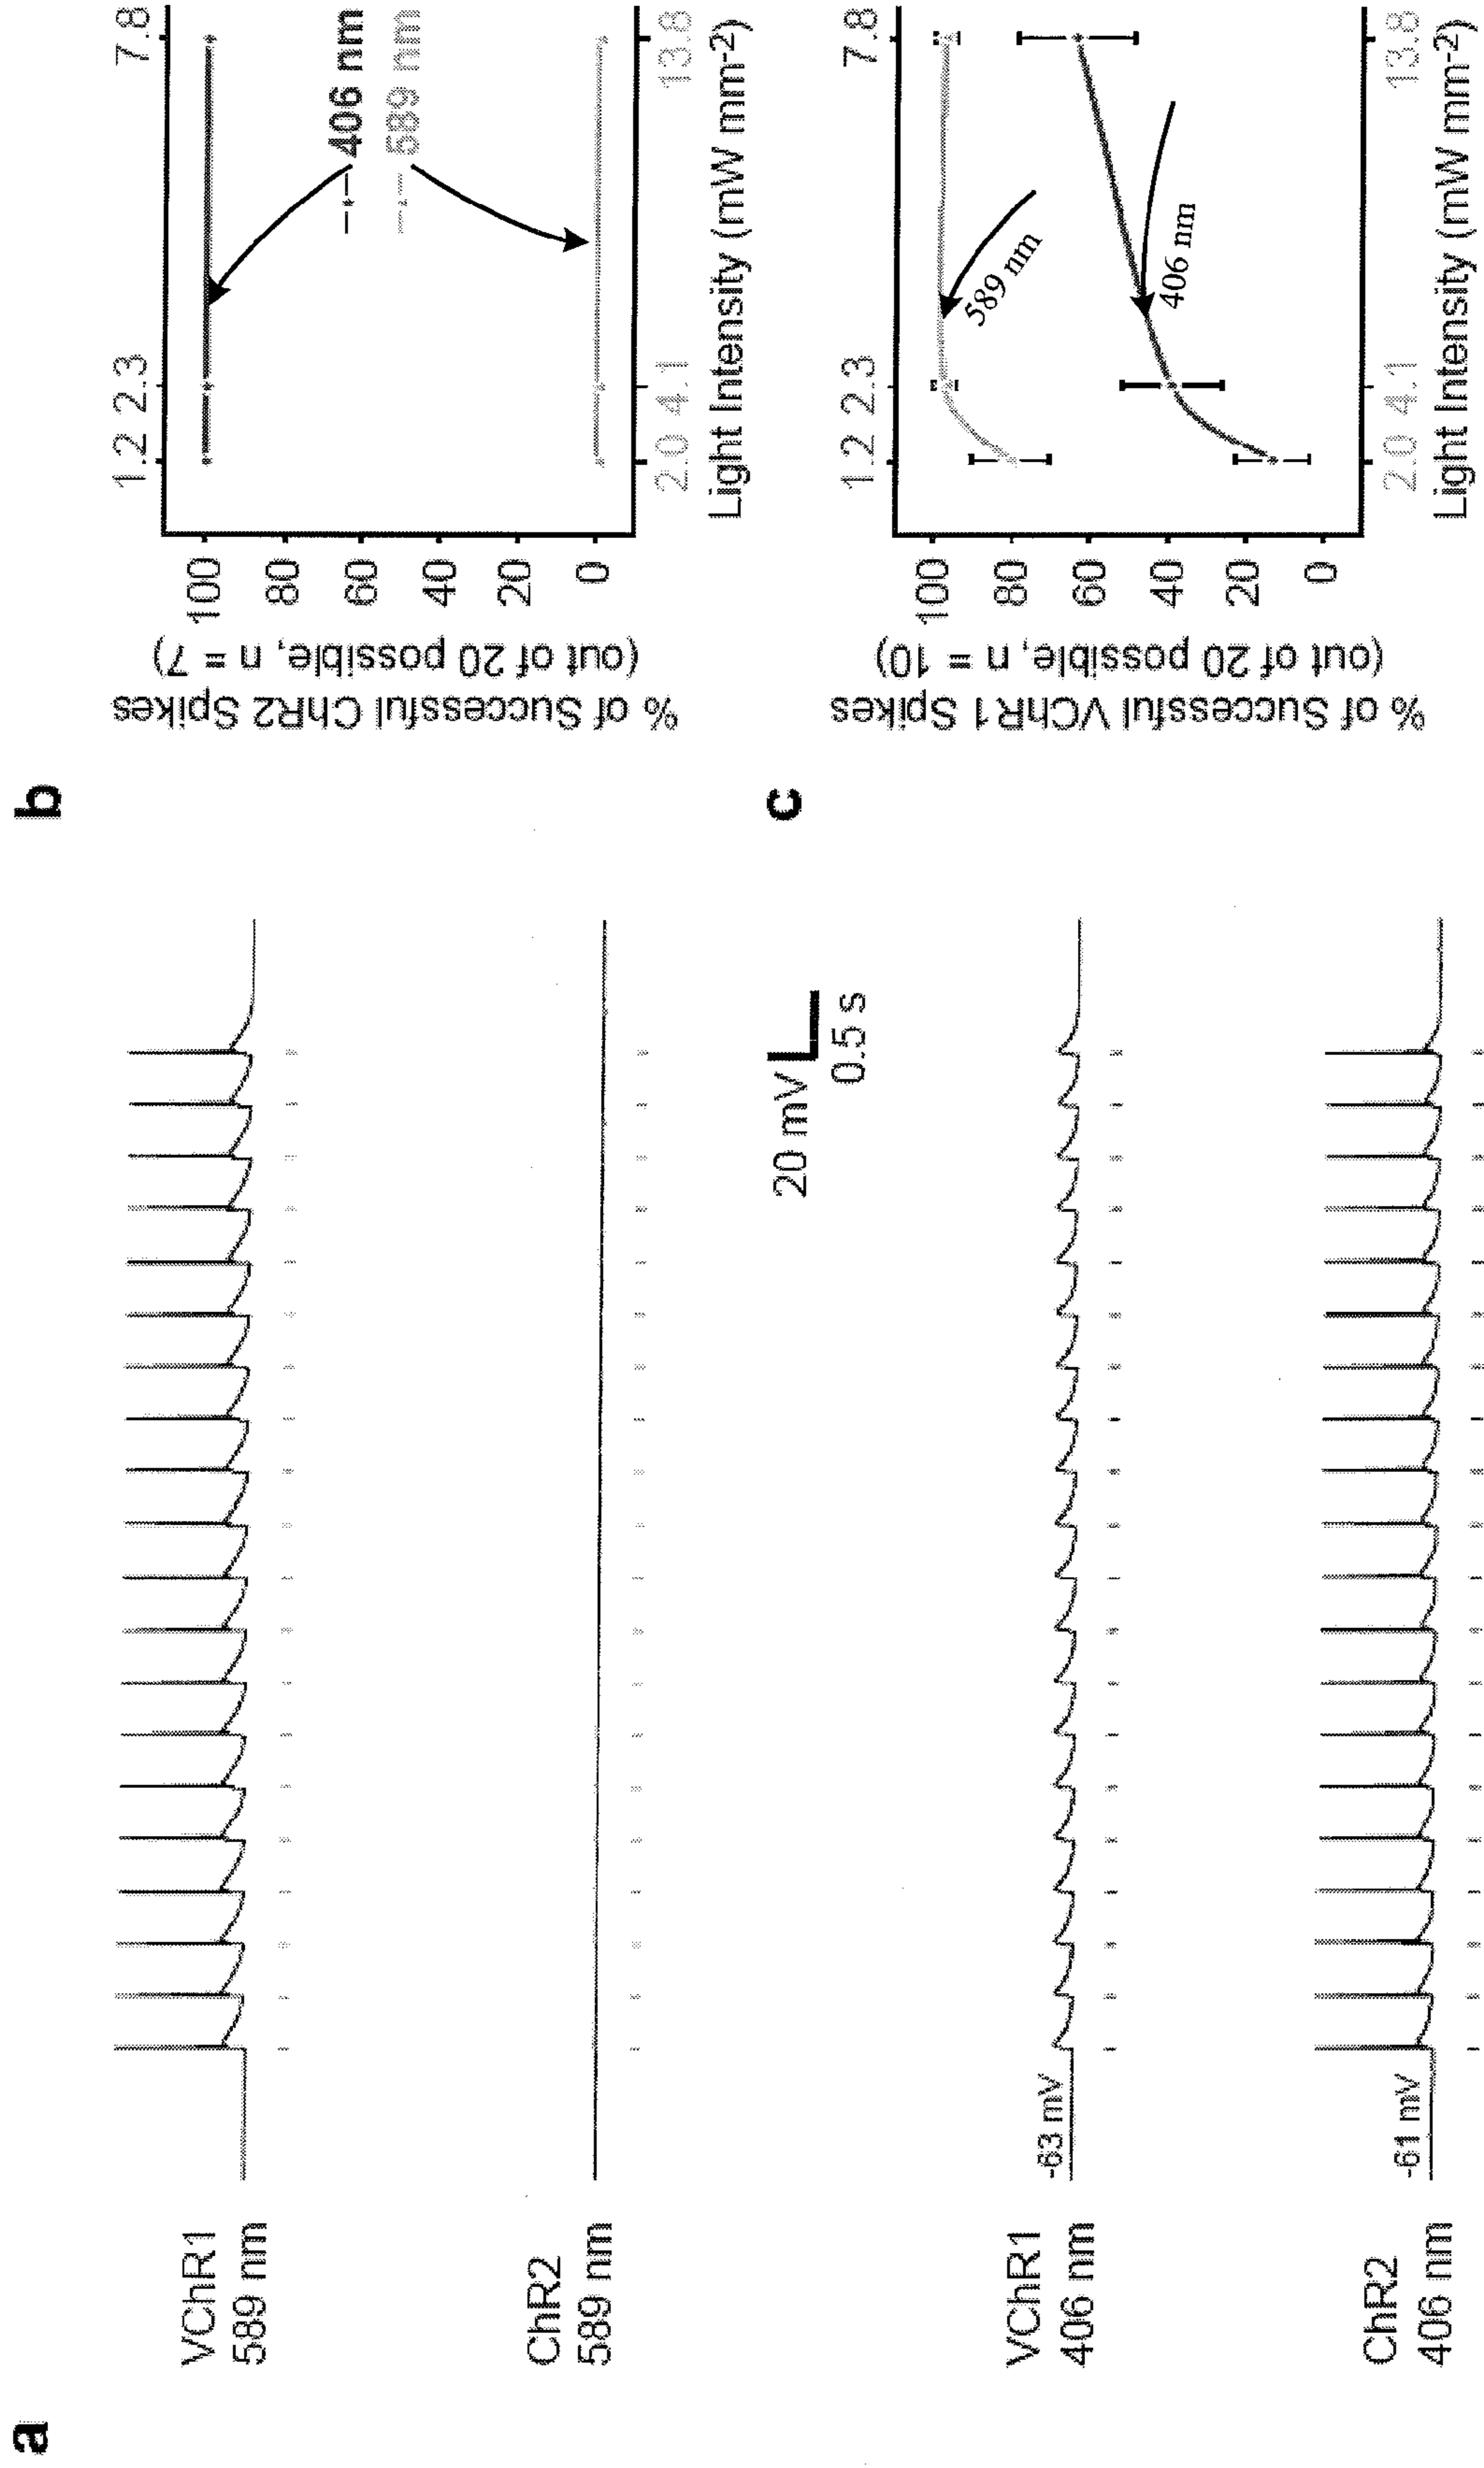 a
VChR1
589 nm
ChR2
589 nm
20 mV
0.5 s
VChR1
406 nm
-63 mV
ChR2
406 nm
-61 mV
b
% of Successful ChR2 Spikes
(out of 20 possible, n = 7)
100
80
60
40
20
0
1.2 2.3 7.8
406 nm
589 nm
2.0 4.1 13.8
Light Intensity (mW mm-2)
c
% of Successful VChR1 Spikes
(out of 20 possible, n = 10)
100
80
60
40
20
0
1.2 2.3 7.8
589 nm
406 nm
2.0 4.1 13.8
Light Intensity (mW mm-2)